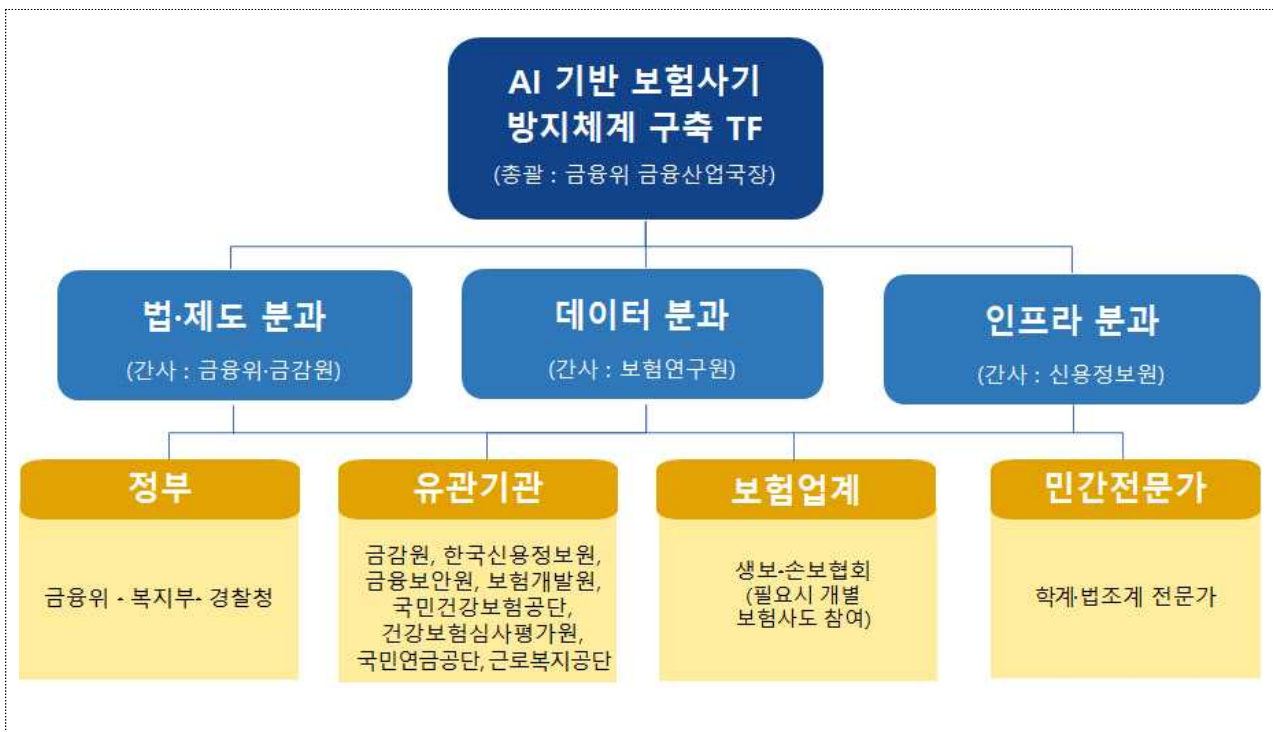 AI 기반 보험사기
방지체계 구축 TF
(총괄 : 금융위 금융산업국장)
법·제도 분과
(간사 : 금융위·금감원)
데이터 분과
(간사 : 보험연구원)
인프라 분과
(간사 : 신용정보원)
정부
금융위 · 복지부· 경찰청
유관기관
금감원, 한국신용정보원,
금융보안원, 보험개발원,
국민건강보험공단,
건강보험심사평가원,
국민연금공단, 근로복지공단
보험업계
생보·손보협회
(필요시 개별
보험사도 참여)
민간전문가
학계·법조계 전문가